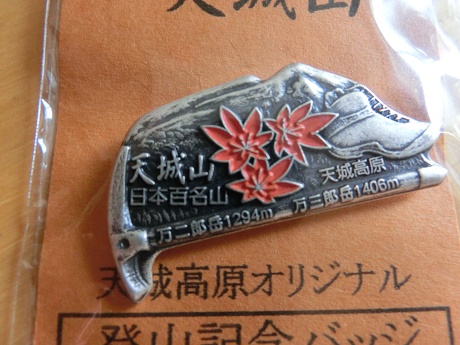 天城山
天城山
日本百名山
天城高原
万二郎岳1294m
万三郎岳1406m
天城高原オリジナル
登山記念バッジ